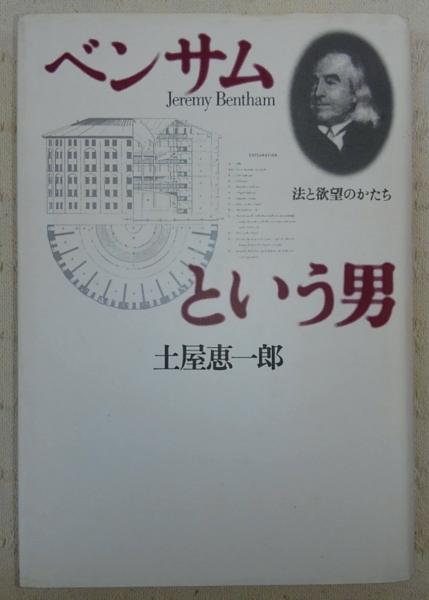 ベンサム
Jeremy Bentham
EXPLANATION
法と欲望のかたち
という男
土屋恵一郎